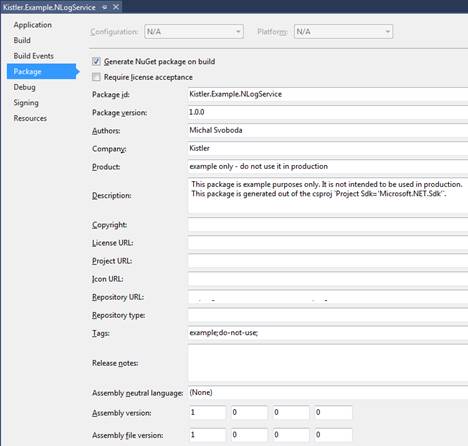 Kistler.Example.NLogService
Application
Build
Build Events
Package
Debug
Signing
Resources
Configuration: N/A Platform: N/A
Generate NuGet package on build
Require license acceptance
Package id: Kistler.Example.NLogService
Package version: 1.0.0
Authors: Michal Svoboda
Company: Kistler
Product: example only - do not use it in production
Description: This package is example purposes only. It is not intended to be used in production.
This package is generated out of the csproj `Project Sdk="Microsoft.NET.Sdk"`.
Copyright:
License URL:
Project URL:
Icon URL:
Repository URL:
Repository type:
Tags: example;do-not-use;
Release notes:
Assembly neutral language: (None)
Assembly version: 1 0 0 0
Assembly file version: 1 0 0 0